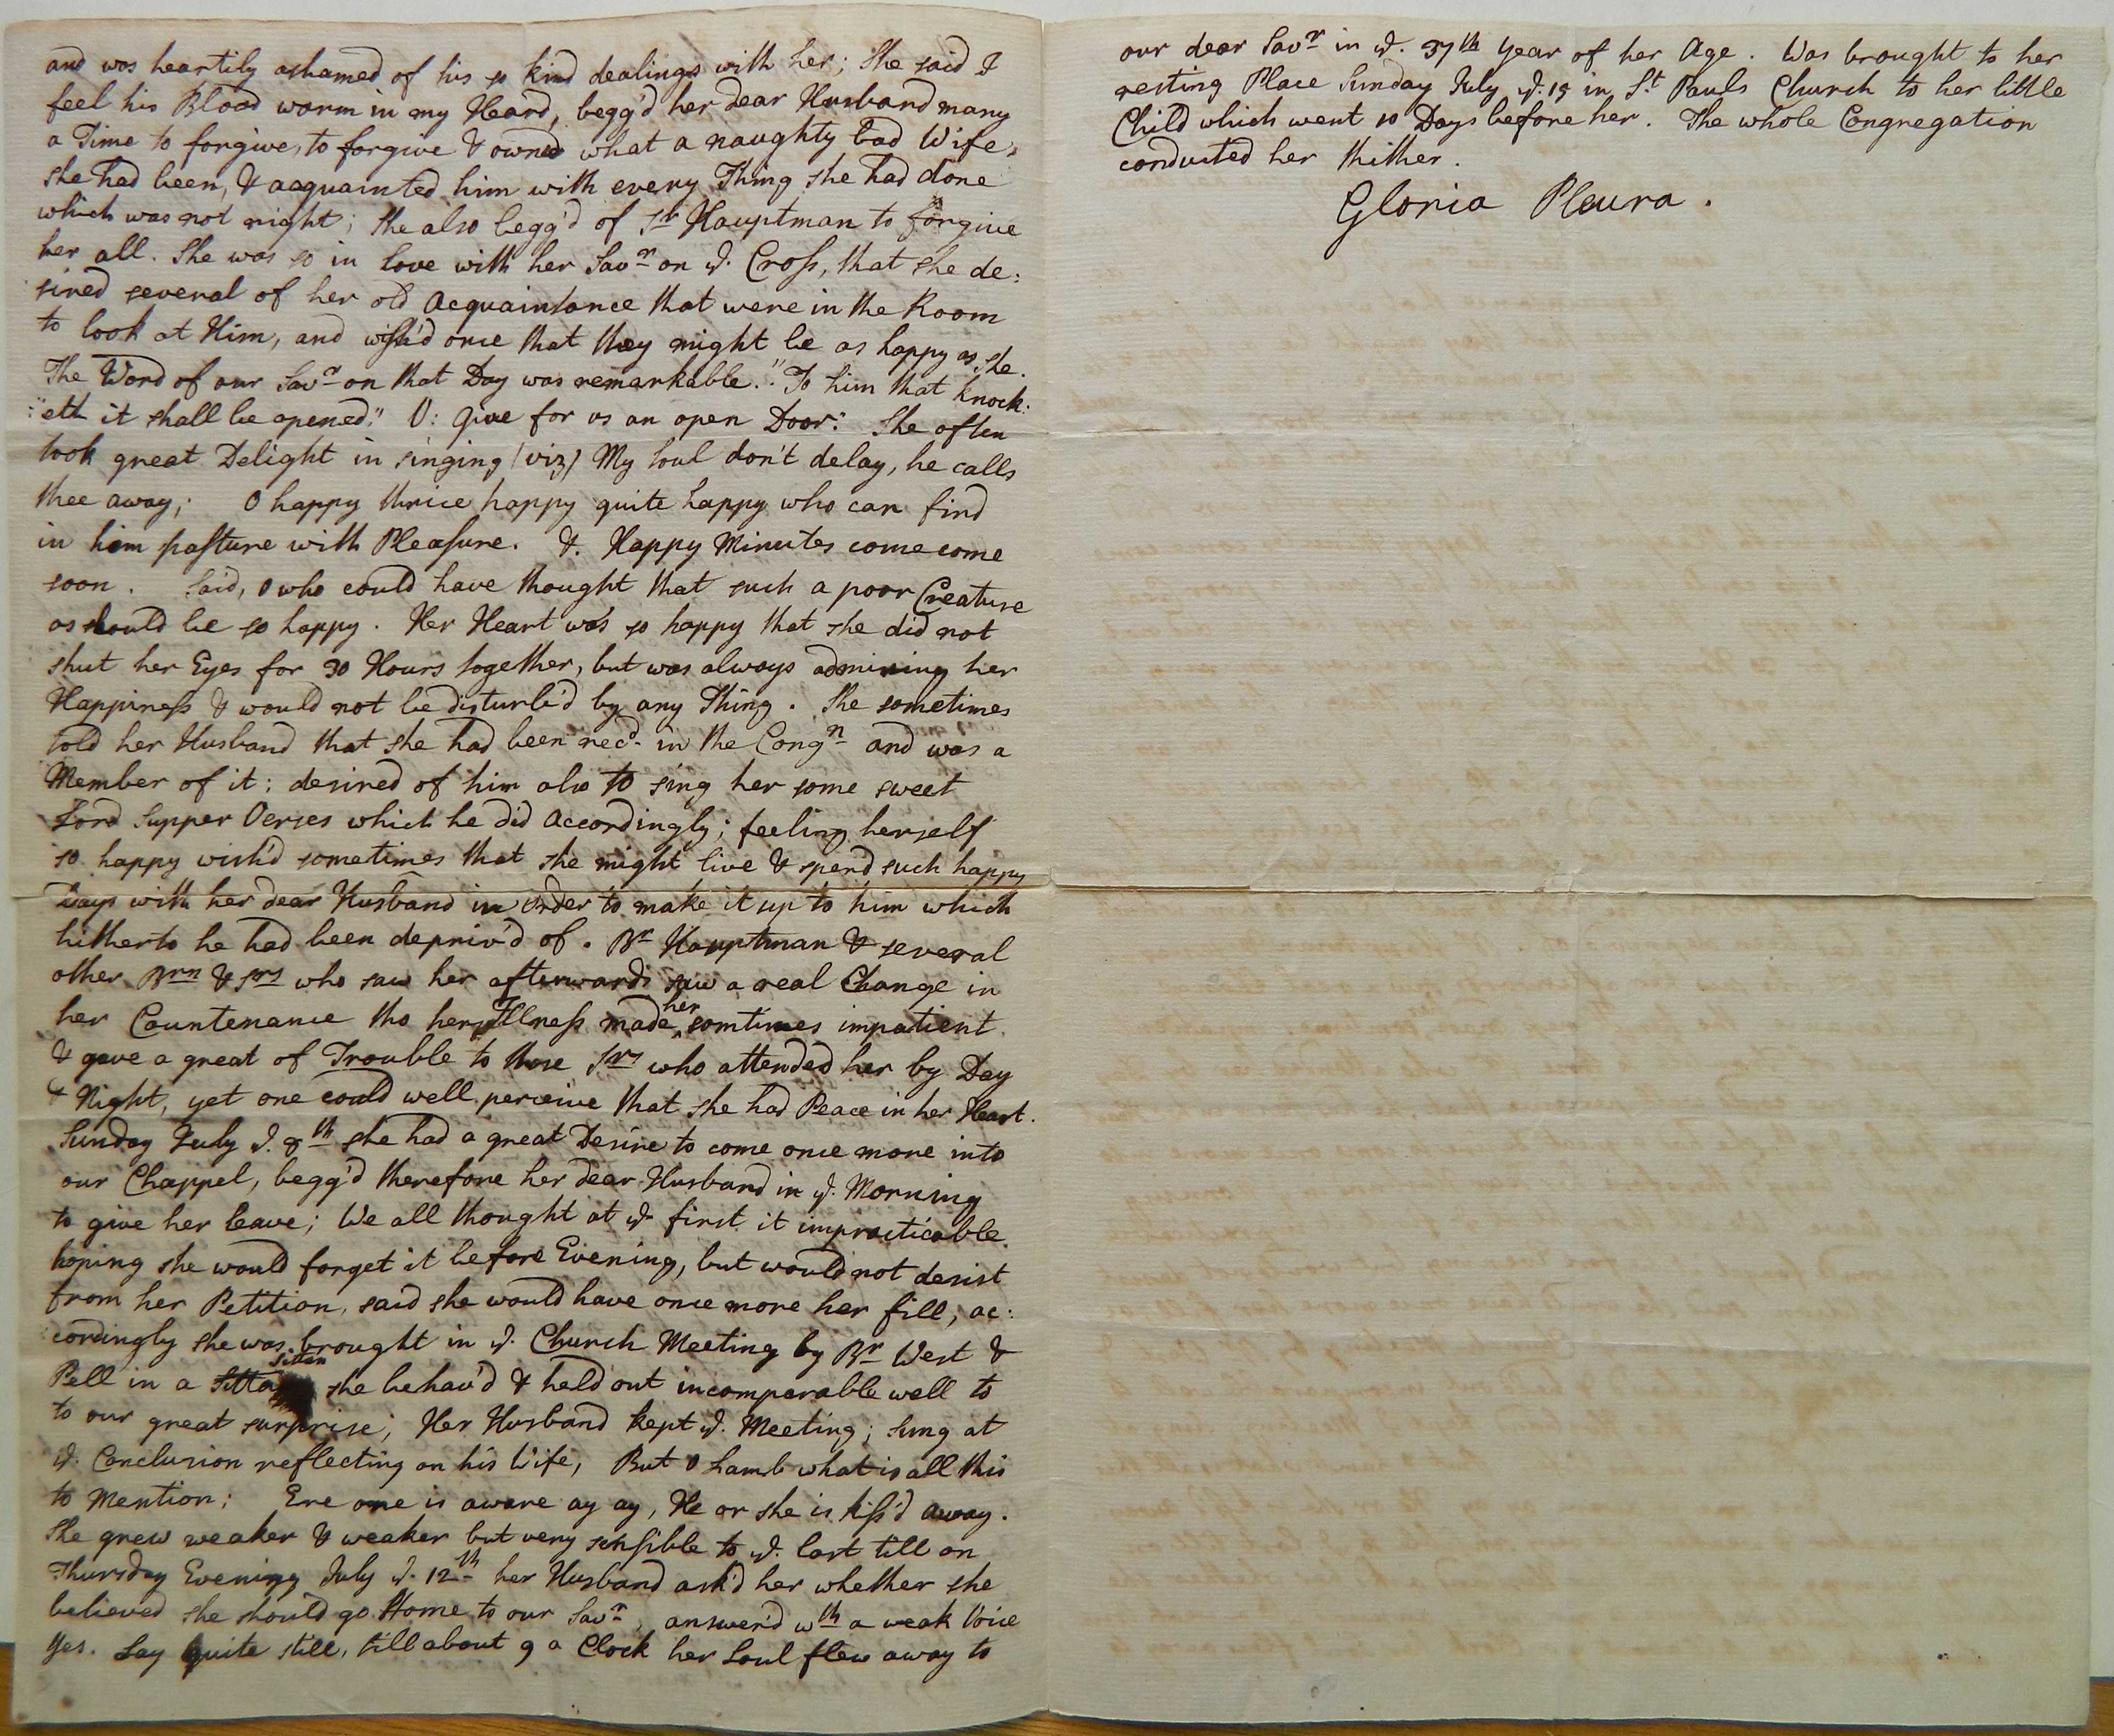 and was heartily ashamed of his so kind dealings with her; She said I
feel his Blood warm in my Heard, begg'd her dear Husband many
a Time to forgive, to forgive & owned what a naughty bad Wife,
she had been, & acquainted him with every Thing she had done
which was not right; she also begg'd of Sr Hauptman to forgive
her all. She was so in love with her Savr on ye. Cross, that she de:
sired several of her old Acquaintance that were in the Room
to look at Him, and wish'd once that they might be as happy as she.
The Word of our Savr on that Day was remarkable. "To him that knock:
"eth it shall be opened," V: Give for us an open Door: She often
took great Delight in singing (viz) My Soul don't delay, he calls
thee away; O happy thrice happy quite happy who can find
in him pasture with Pleasure. &. Happy Minutes come come
soon. Said, O who could have thought that such a poor Creature
as should be so happy. Her Heart was so happy that she did not
shut her Eyes for 30 Hours together, but was always admiring her
Happiness & would not be disturb'd by any Thing. She sometimes
told her Husband that she had been recd in the Congn and was a
Member of it; desired of him also to sing her some sweet
Lord Supper Verses which he did Accordingly; feeling herself
so happy wish'd sometimes that she might live & spend such happy
Days with her dear Husband in Order to make it up to him which
hitherto he had been depriv'd of. Br Hauptman & several
other Brn & Srs who saw her afterwards saw a real Change in
her Countenance tho her Illness made her somtimes impatient
& gave a great of Trouble to those Srs who attended her by Day
& Night, yet one could well perceive that she had Peace in her Heart.
Sunday July ye. 8th she had a great Desire to come once more into
our Chappel, begg'd therefore her dear Husband in ye. Morning
to give her leave; We all thought at ye first it impracticable
hoping she would forget it before Evening, but would not desist
from her Petition, said she would have once more her fill, ac:
cordingly she was brought in ye. Church Meeting by Br West &
Pell in a sitten she behav'd & held out incomparable well to
to our great surprise; Her Husband kept ye. Meeting; sung at
ye. Conclusion reflecting on his Wife, But O Lamb what is all this
to mention; Ere one is aware ay ay, He or she is kiss'd away.
She grew weaker & weaker but very sensible to ye. last till on
Thursday Evening July ye. 12th her Husband ask'd her whether she
believed she should go Home to our Savr, answer'd wth a weak Voice
Yes. Lay quite still, till about 9 a Clock her Soul flew away to
our dear Savr in ye. 37th Year of her Age. Was brought to her
resting Place Sunday July ye. 15 in St Pauls Church to her little
Child which went 10 Days before her. The whole Congregation
conducted her thither.
Gloria Pleura.